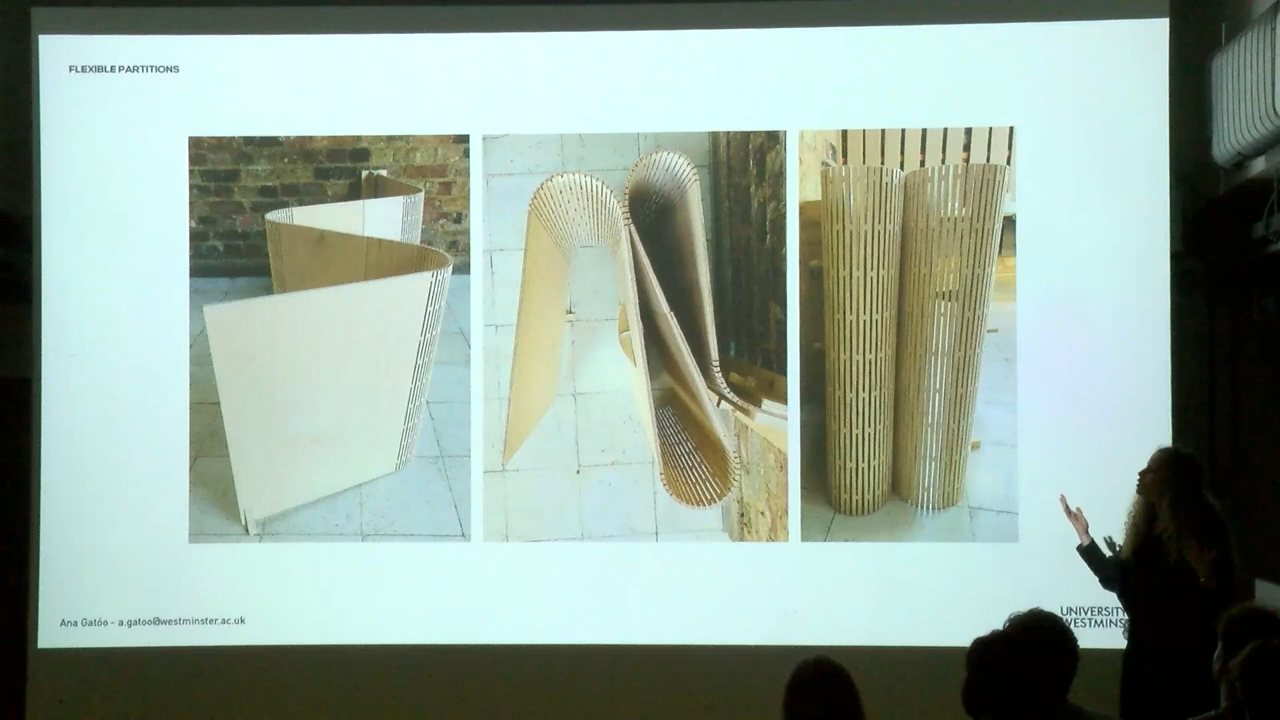 FLEXIBLE PARTITIONS
Ana Gatóo - a.gatoo@westminster.ac.uk
UNIVERSITY
WESTMINS